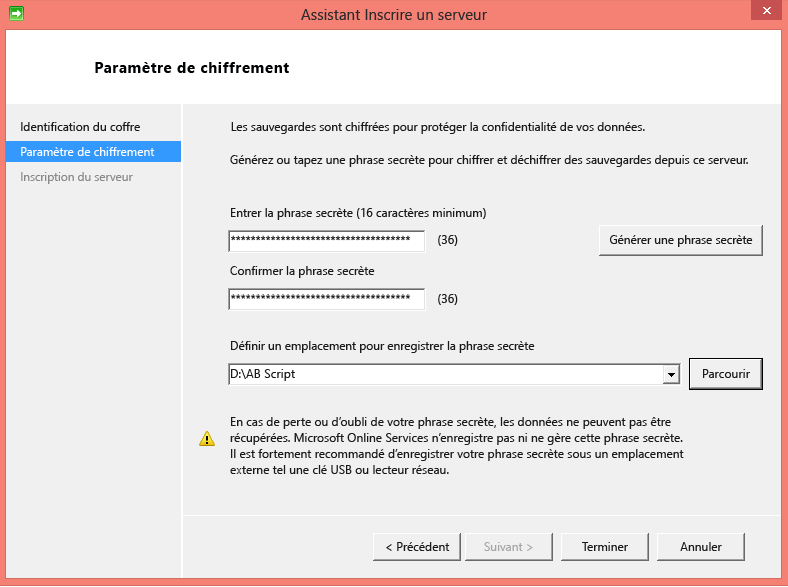 Assistant Inscrire un serveur
Paramètre de chiffrement
Identification du coffre
Paramètre de chiffrement
Inscription du serveur
Les sauvegardes sont chiffrées pour protéger la confidentialité de vos données.
Générez ou tapez une phrase secrète pour chiffrer et déchiffrer des sauvegardes depuis ce serveur.
Entrer la phrase secrète (16 caractères minimum)
************************************ (36)
Générer une phrase secrète
Confirmer la phrase secrète
************************************ (36)
Définir un emplacement pour enregistrer la phrase secrète
D:\AB Script
Parcourir
En cas de perte ou d’oubli de votre phrase secrète, les données ne peuvent pas être
récupérées. Microsoft Online Services n’enregistre pas ni ne gère cette phrase secrète.
Il est fortement recommandé d’enregistrer votre phrase secrète sous un emplacement
externe tel une clé USB ou lecteur réseau.
< Précédent
Suivant >
Terminer
Annuler